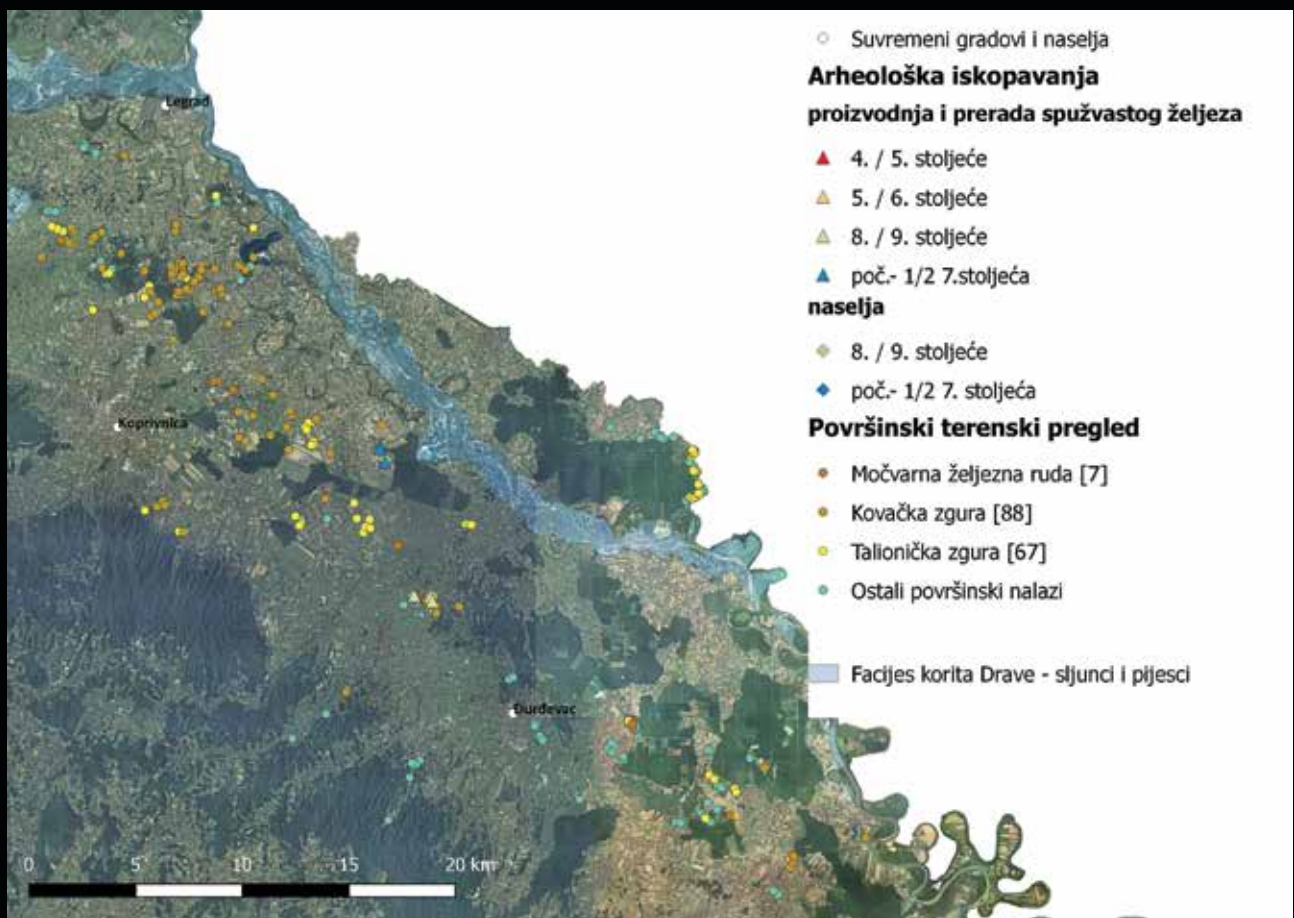 Suvremeni gradovi i naselja
Arheološka iskopavanja
proizvodnja i prerada spužvastog željeza
4. / 5. stoljeće
5. / 6. stoljeće
8. / 9. stoljeće
poč.- 1/2 7.stoljeća
naselja
8. / 9. stoljeće
poč.- 1/2 7. stoljeća
Površinski terenski pregled
Močvarna željezna ruda [7]
Kovačka zgura [88]
Talionička zgura [67]
Ostali površinski nalazi
Facijes korita Drave - sljunci i pijesci
Legrad
Koprivnica
Đurđevac
0 5 10 15 20 km